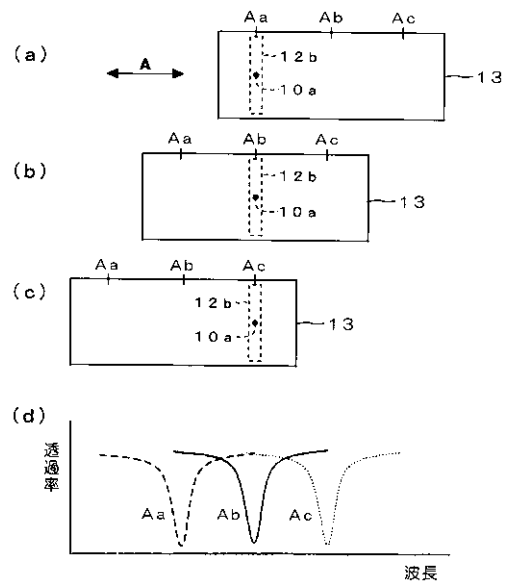 Aa Ab Ac
(a) A 12b
10a 13
Aa Ab Ac
(b) 12b
10a 13
Aa Ab Ac
(c) 12b
10a 13
(d)
透過率
Aa Ab Ac
波長